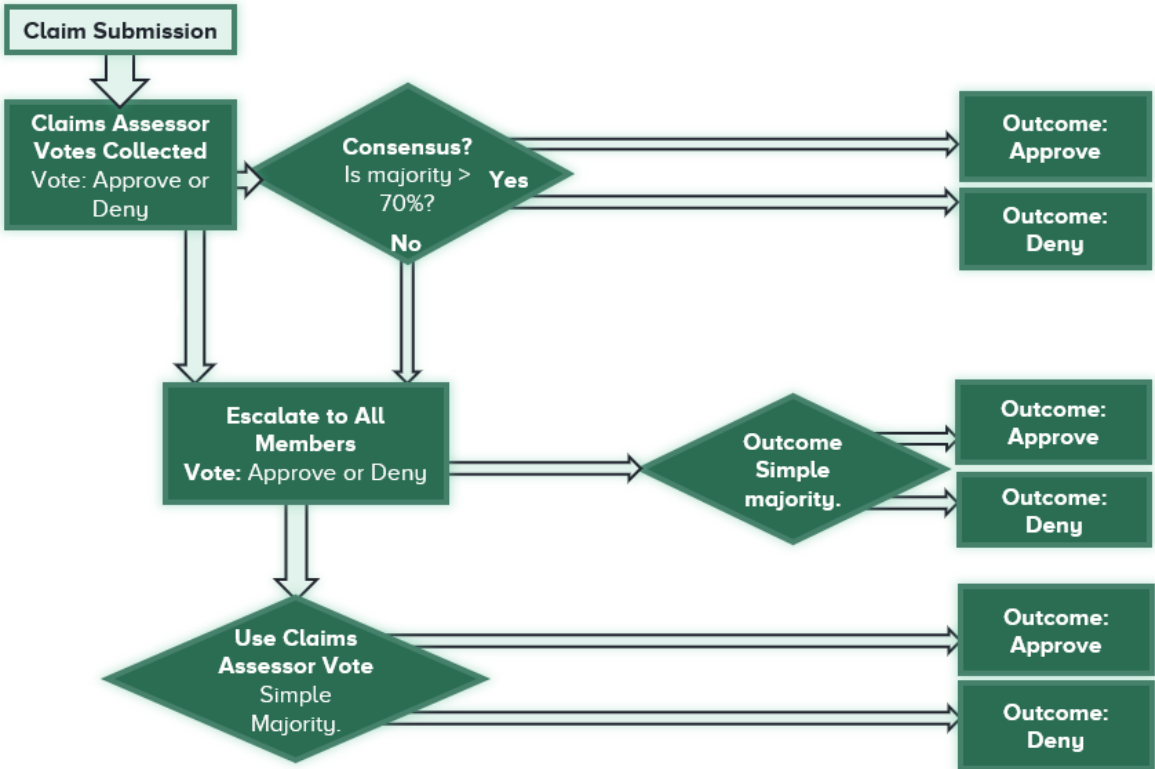 Claim Submission
Claims Assessor
Votes Collected
Vote: Approve or
Deny
Consensus?
Is majority >
70%?
Yes
No
Outcome:
Approve
Outcome:
Deny
Escalate to All
Members
Vote: Approve or Deny
Outcome
Simple
majority.
Outcome:
Approve
Outcome:
Deny
Use Claims
Assessor Vote
Simple
Majority.
Outcome:
Approve
Outcome:
Deny